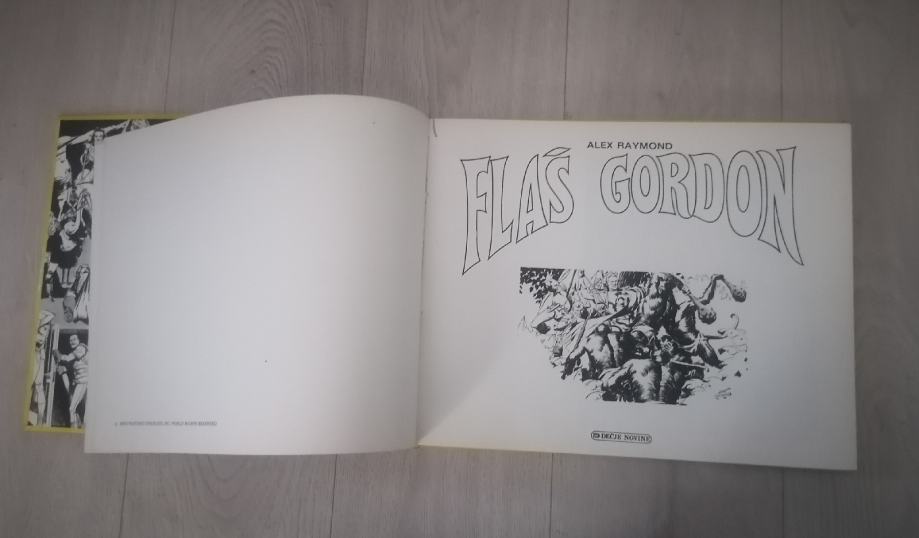 ALEX RAYMOND
FLAŠ GORDON
DEČJE NOVINE